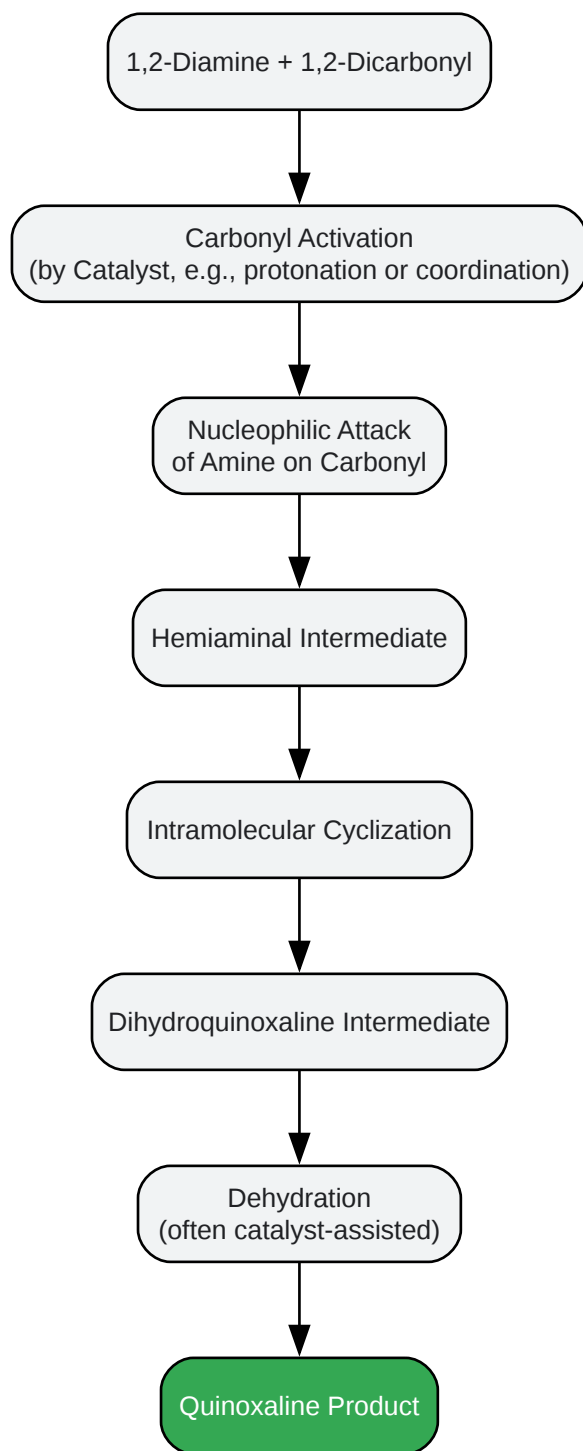 1,2-Diamine + 1,2-Dicarbonyl
Carbonyl Activation
(by Catalyst, e.g., protonation or coordination)
Nucleophilic Attack
of Amine on Carbonyl
Hemiaminal Intermediate
Intramolecular Cyclization
Dihydroquinoxaline Intermediate
Dehydration
(often catalyst-assisted)
Quinoxaline Product